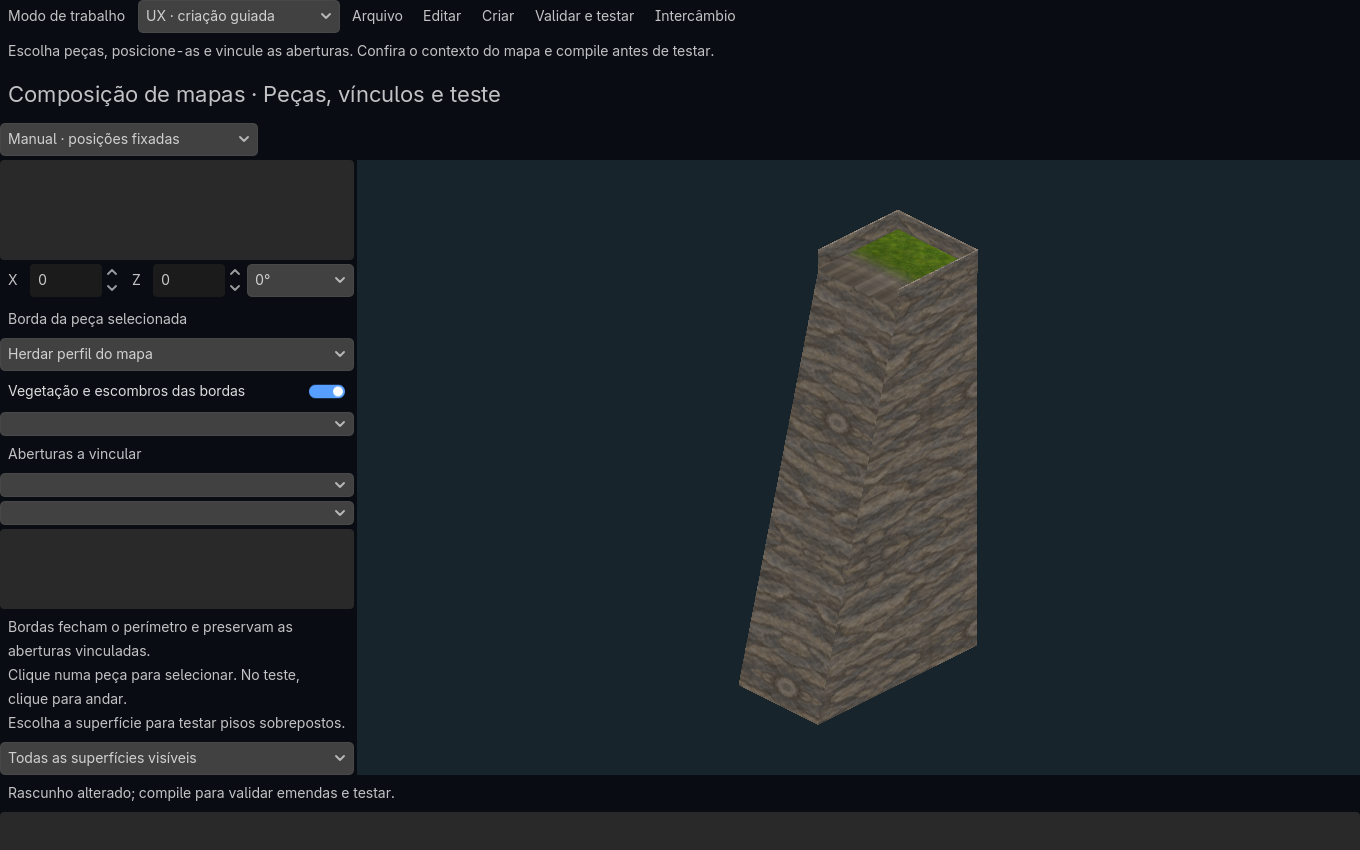 Modo de trabalho UX · criação guiada Arquivo Editar Criar Validar e testar Intercâmbio
Escolha peças, posicione-as e vincule as aberturas. Confira o contexto do mapa e compile antes de testar.
Composição de mapas · Peças, vínculos e teste
Manual · posições fixadas
X 0 Z 0 0°
Borda da peça selecionada
Herdar perfil do mapa
Vegetação e escombros das bordas
Aberturas a vincular
Bordas fecham o perímetro e preservam as
aberturas vinculadas.
Clique numa peça para selecionar. No teste,
clique para andar.
Escolha a superfície para testar pisos sobrepostos.
Todas as superfícies visíveis
Rascunho alterado; compile para validar emendas e testar.